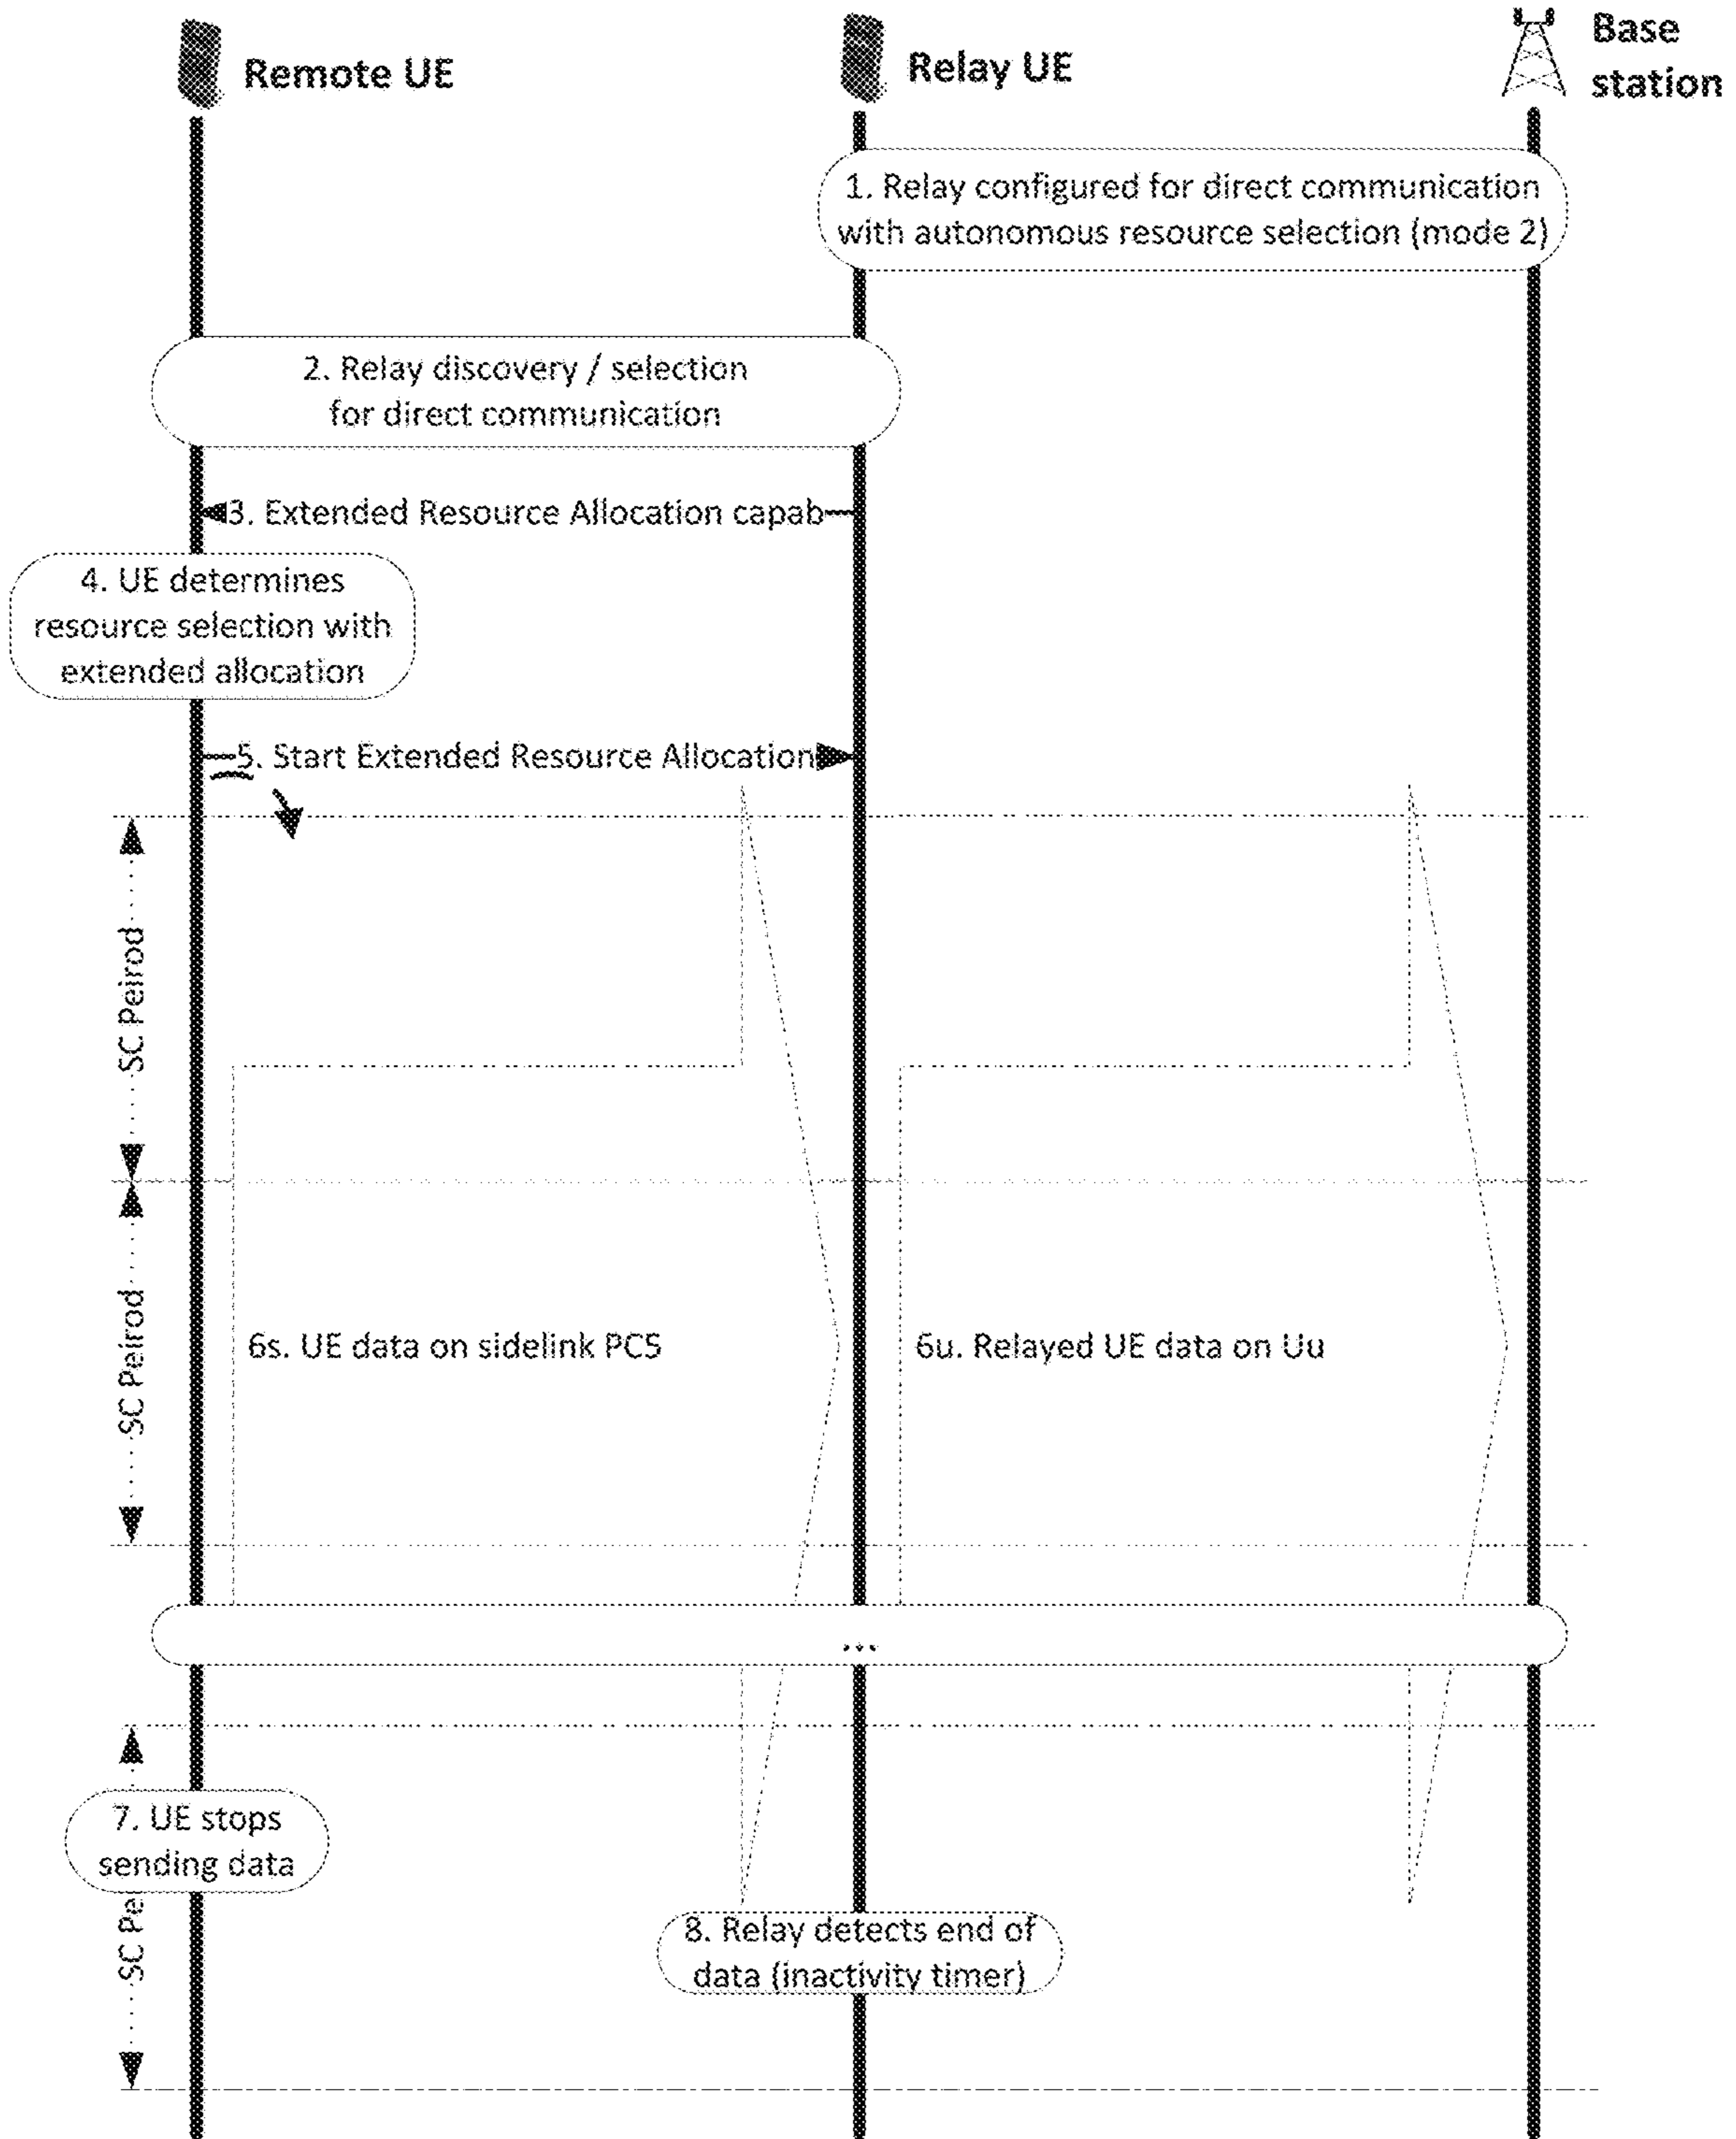 Remote UE
Relay UE
Base
station
1. Relay configured for direct communication
with autonomous resource selection (mode 2)
2. Relay discovery / selection
for direct communication
3. Extended Resource Allocation capab
4. UE determines
resource selection with
extended allocation
5. Start Extended Resource Allocation
SC Peirod
SC Peirod
6s. UE data on sidelink PC5
6u. Relayed UE data on Uu
...
7. UE stops
sending data
SC Pe
8. Relay detects end of
data (inactivity timer)